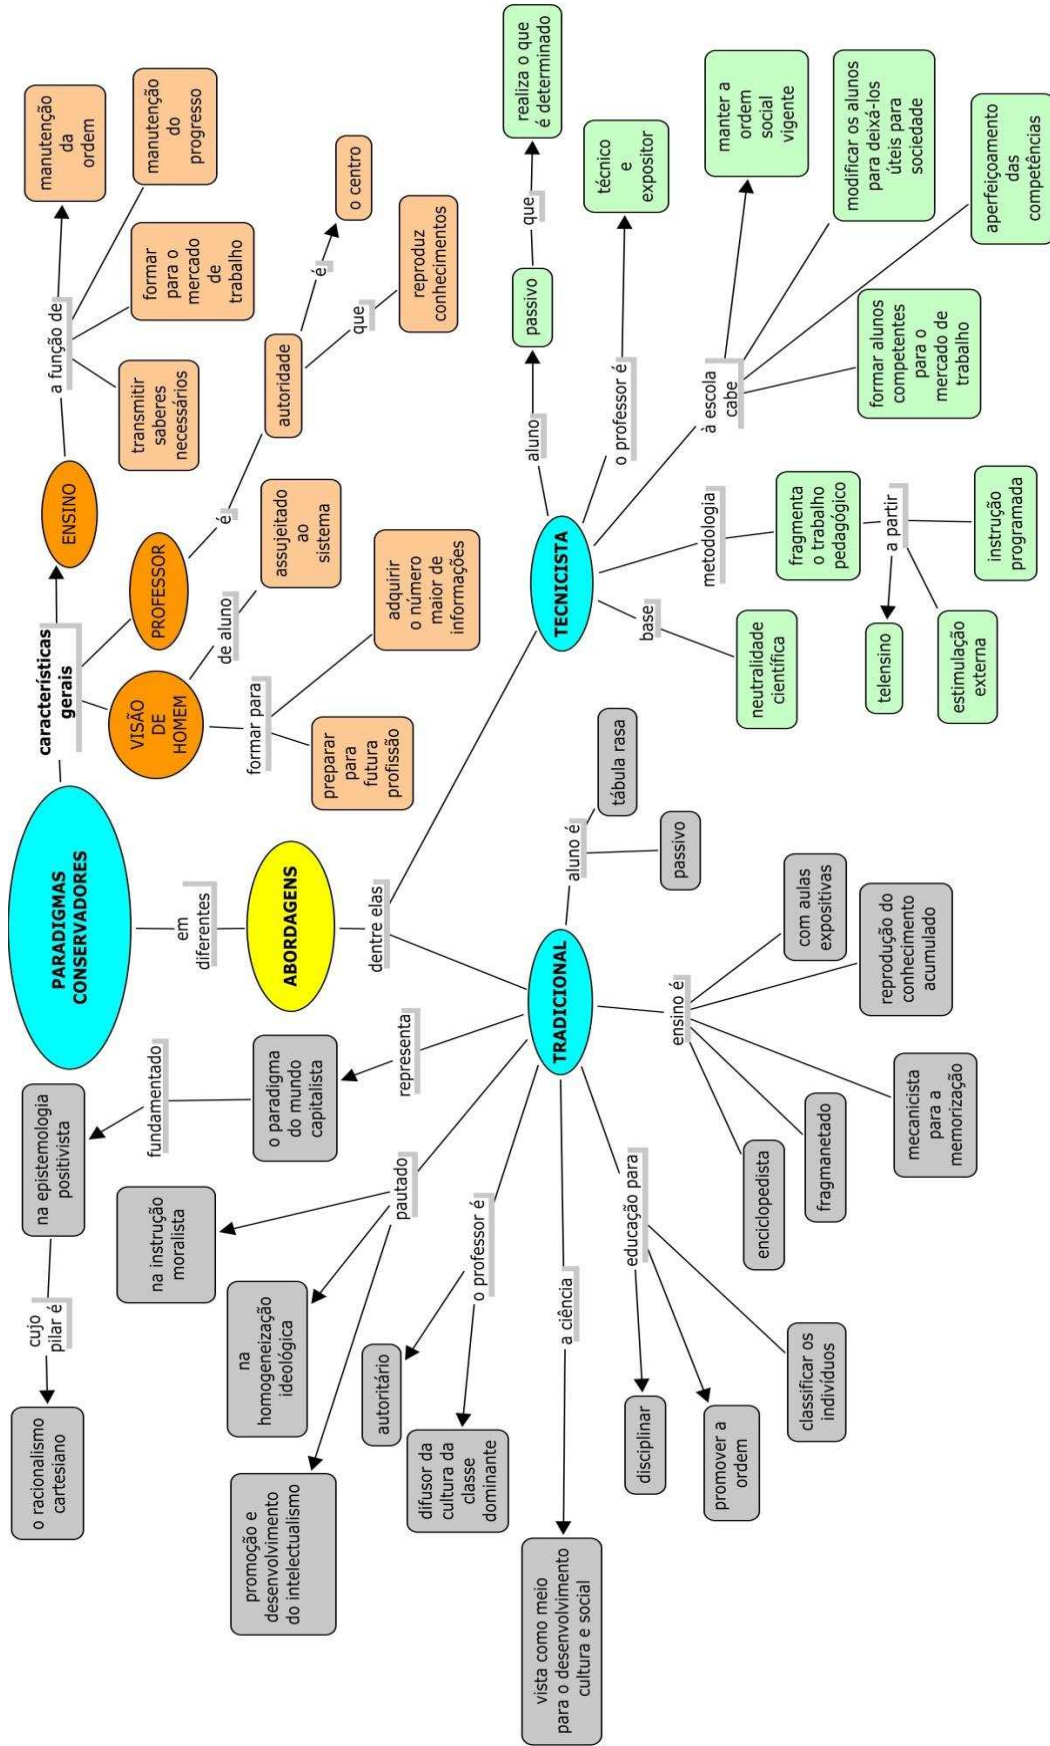 PARADIGMAS
CONSERVADORES
características
gerais
ENSINO
a função de
manutenção
da
ordem
manutenção
do
progresso
formar
para o
mercado
de
trabalho
transmitir
saberes
necessários
PROFESSOR
é
autoridade
é
o centro
que
reproduz
conhecimentos
VISÃO
DE
HOMEM
de aluno
assujeitado
ao
sistema
formar para
adquirir
o número
maior de
informações
preparar
para
futura
profissão
em
diferentes
ABORDAGENS
dentre elas
TECNICISTA
aluno
passivo
que
realiza o que
é determinado
o professor é
técnico
e
expositor
à escola
cabe
manter a
ordem
social
vigente
modificar os alunos
para deixá-los
úteis para
sociedade
aperfeiçoamento
das
competências
formar alunos
competentes
para o
mercado de
trabalho
metodologia
fragmenta
o trabalho
pedagógico
a partir
telensino
estimulação
externa
instrução
programada
base
neutralidade
científica
TRADICIONAL
representa
o paradigma
do mundo
capitalista
fundamentado
na epistemologia
positivista
cujo
pilar é
o racionalismo
cartesiano
pautado
na instrução
moralista
na
homogeneização
ideológica
promoção e
desenvolvimento
do intelectualismo
o professor é
autoritário
difusor da
cultura da
classe
dominante
a ciência
vista como meio
para o desenvolvimento
cultura e social
educação para
disciplinar
promover a
ordem
classificar os
indivíduos
ensino é
enciclopedista
fragmanetado
mecanicista
para a
memorização
reprodução do
conhecimento
acumulado
com aulas
expositivas
aluno é
tábula rasa
passivo